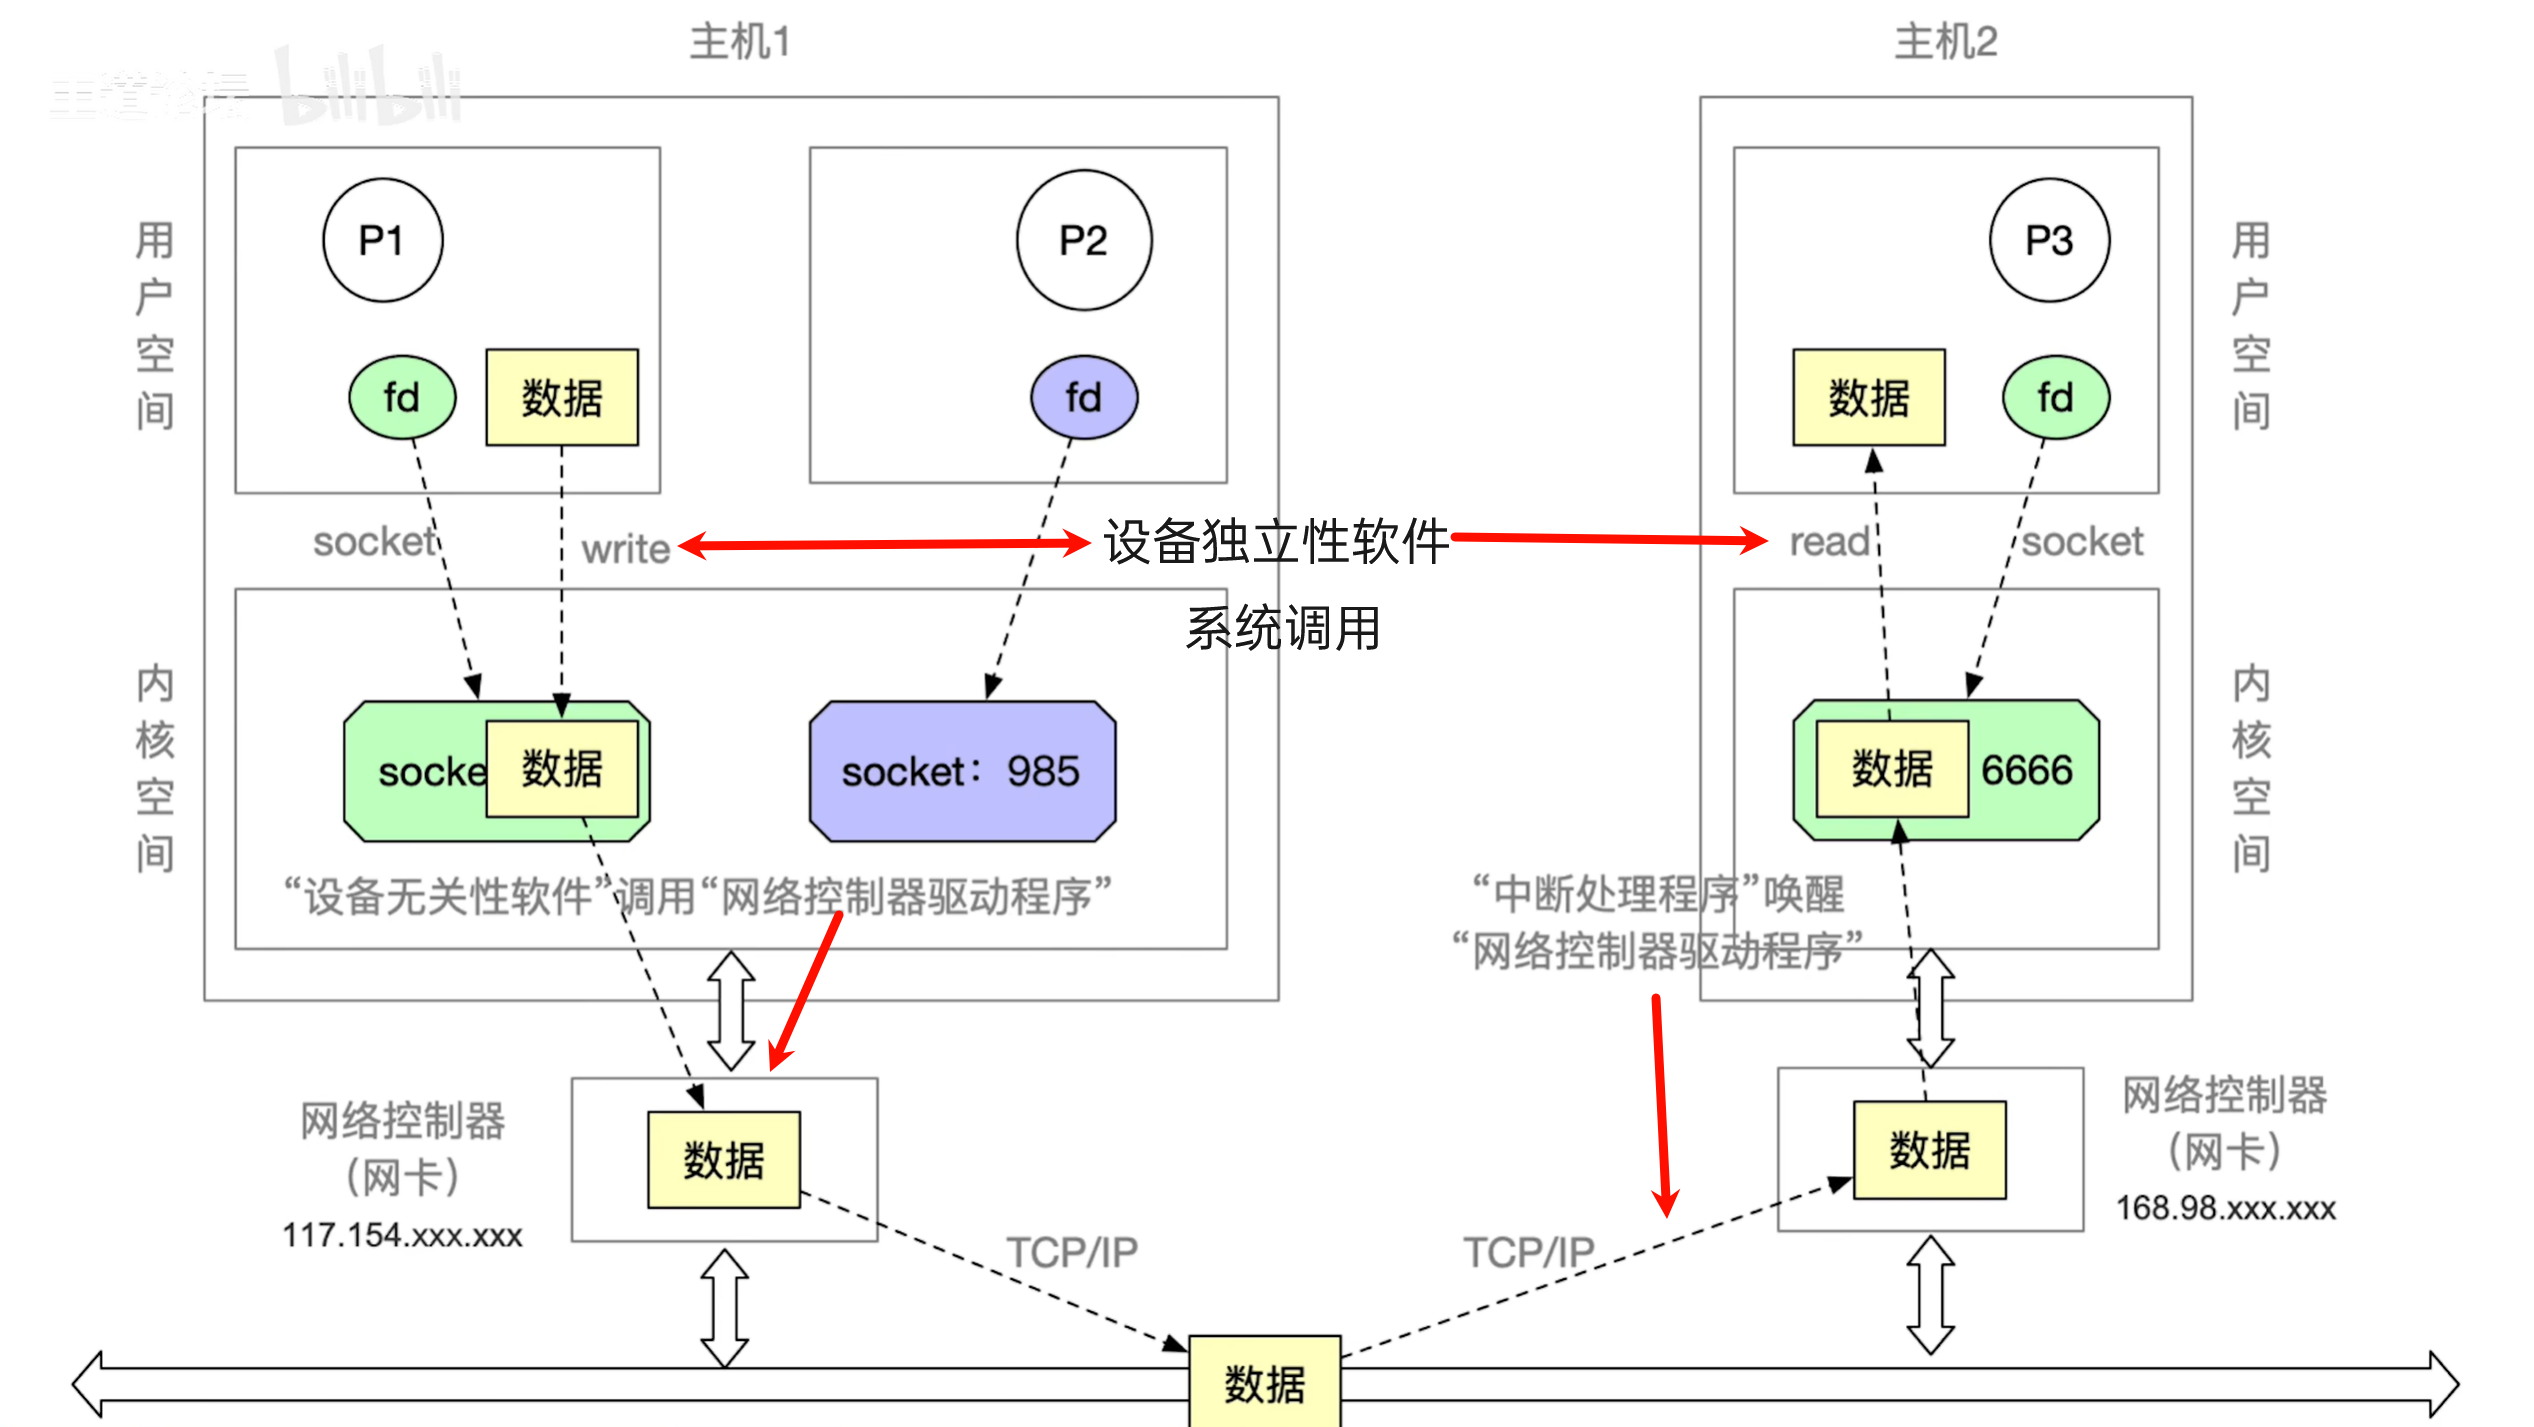 主机1
主机2
王道论坛
bilibili
用户空间
P1
P2
P3
用户空间
fd
数据
fd
数据
fd
socket
write
设备独立性软件
read
socket
系统调用
内核空间
socke
数据
socket：985
数据
6666
内核空间
“设备无关性软件”调用“网络控制器驱动程序”
“中断处理程序”唤醒
“网络控制器驱动程序”
网络控制器
（网卡）
117.154.xxx.xxx
数据
数据
网络控制器
（网卡）
168.98.xxx.xxx
TCP/IP
TCP/IP
数据